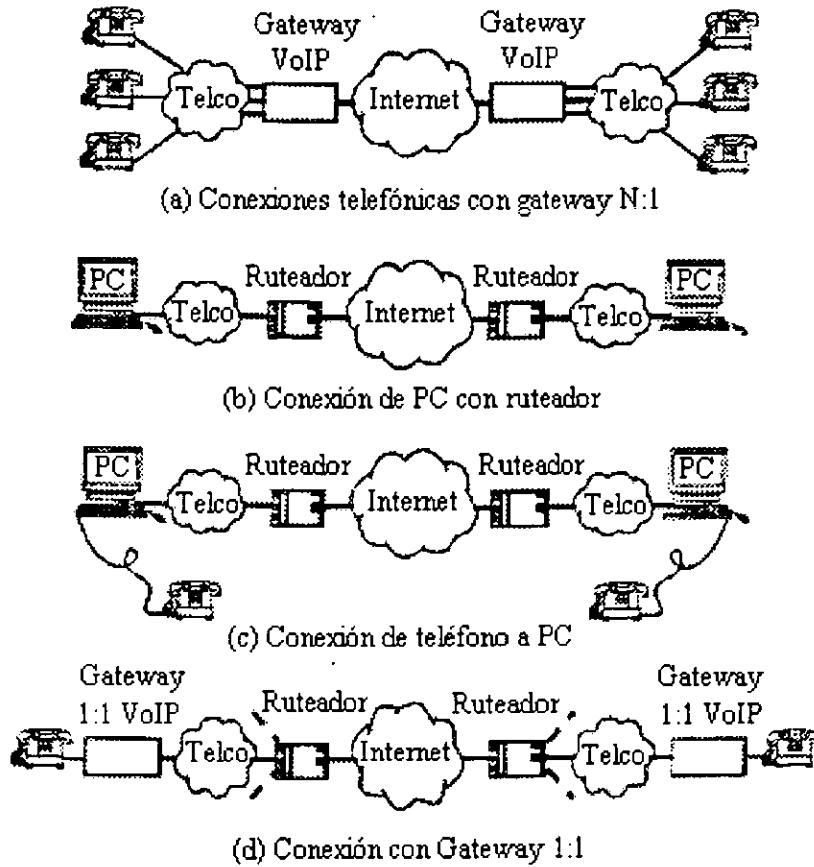 Gateway
VoIP
Gateway
VoIP
Telco
Internet
Telco
(a) Conexiones telefónicas con gateway N:1
PC
Ruteador
Ruteador
PC
Telco
Internet
Telco
(b) Conexión de PC con ruteador
PC
Ruteador
Ruteador
PC
Telco
Internet
Telco
(c) Conexión de teléfono a PC
Gateway
1:1 VoIP
Ruteador
Ruteador
Gateway
1:1 VoIP
Telco
Internet
Telco
(d) Conexión con Gateway 1:1